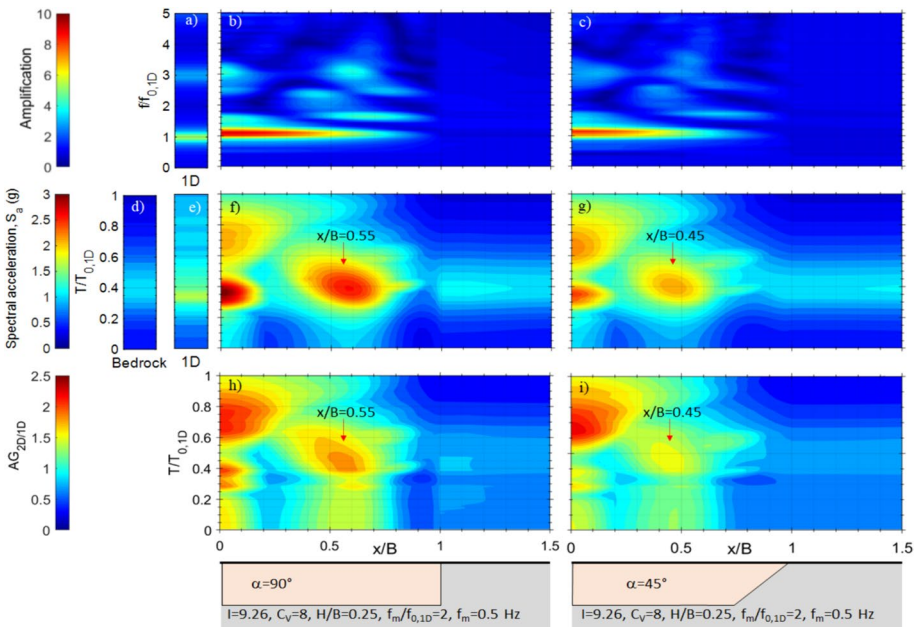 a)
b)
c)
10
8
6
4
2
0
Amplification
5
4
3
2
1
0
f/f0,1D
1D
d)
e)
f)
g)
3
2.5
2
1.5
1
0.5
0
Spectral acceleration, Sa (g)
1
0.8
0.6
0.4
0.2
0
T/T0,1D
Bedrock
1D
x/B=0.55
x/B=0.45
h)
i)
2.5
2
1.5
1
0.5
0
AG2D/1D
1
0.8
0.6
0.4
0.2
0
T/T0,1D
x/B=0.55
x/B=0.45
0
0.5
1
1.5
x/B
0
0.5
1
1.5
x/B
α=90°
α=45°
I=9.26, CV=8, H/B=0.25, fm/f0,1D=2, fm=0.5 Hz
I=9.26, CV=8, H/B=0.25, fm/f0,1D=2, fm=0.5 Hz